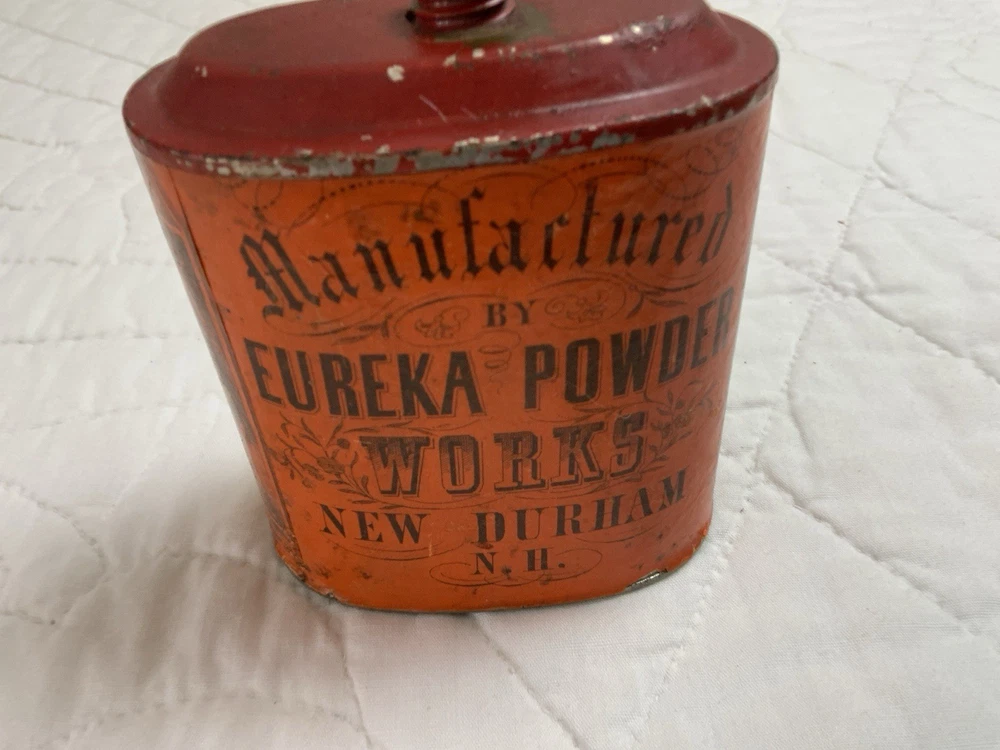 Manufactured
BY
EUREKA POWDER
WORKS
NEW DURHAM
N.H.